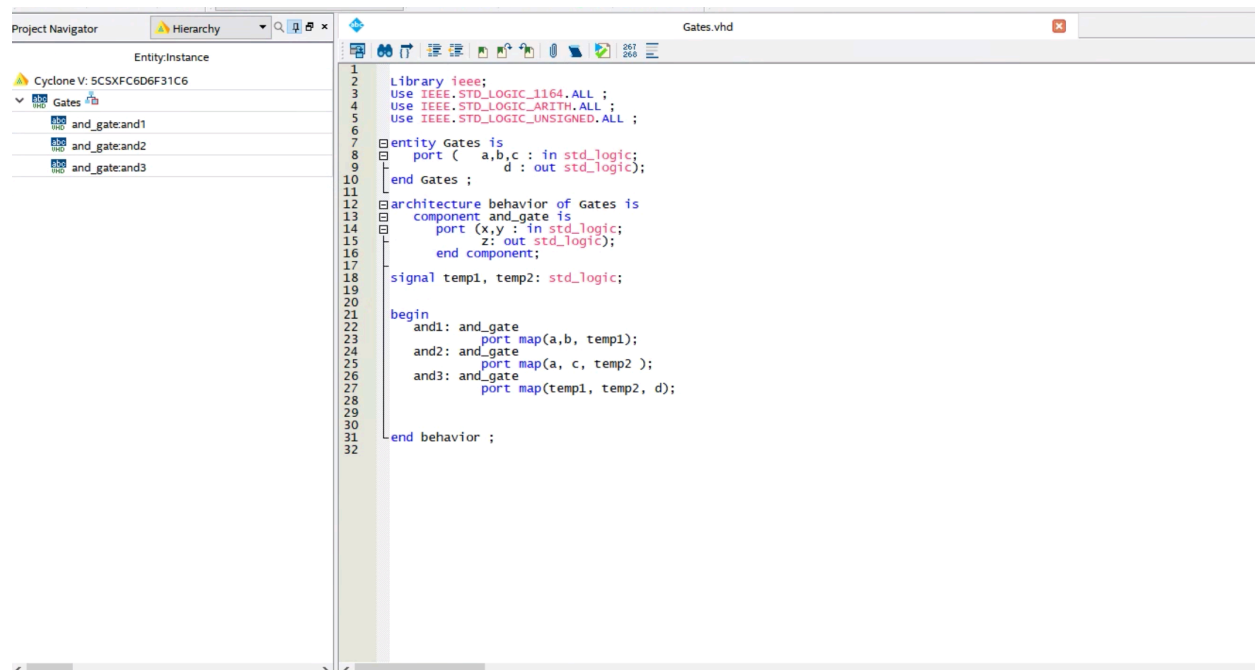 Project Navigator
Hierarchy
Entity:Instance
Cyclone V: 5CSXFC6D6F31C6
Gates
and_gate:and1
and_gate:and2
and_gate:and3
Gates.vhd
267
268
1
2 Library ieee;
3 Use IEEE.STD_LOGIC_1164.ALL ;
4 Use IEEE.STD_LOGIC_ARITH.ALL ;
5 Use IEEE.STD_LOGIC_UNSIGNED.ALL ;
6
7 entity Gates is
8 port ( a,b,c : in std_logic;
9 d : out std_logic);
10 end Gates ;
11
12 architecture behavior of Gates is
13 component and_gate is
14 port (x,y : in std_logic;
15 z: out std_logic);
16 end component;
17
18 signal temp1, temp2: std_logic;
19
20
21 begin
22 and1: and_gate
23 port map(a,b, temp1);
24 and2: and_gate
25 port map(a, c, temp2 );
26 and3: and_gate
27 port map(temp1, temp2, d);
28
29
30
31 end behavior ;
32